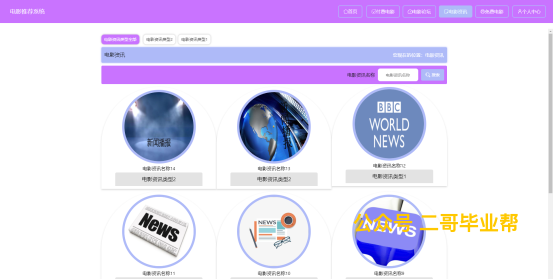 电影推荐系统
首页
付费电影
电影论坛
电影资讯
免费电影
个人中心
电影资讯类型全部
电影资讯类型2
电影资讯类型1
电影资讯
您现在的位置: 电影资讯
电影资讯名称
电影资讯名称
搜索
新闻播报
BBC
WORLD
NEWS
电影资讯名称14
电影资讯名称13
电影资讯名称12
电影资讯类型2
电影资讯类型2
电影资讯类型1
News
NEWS
NEWS
公众号 二哥毕业帮
电影资讯名称11
电影资讯名称10
电影资讯名称9